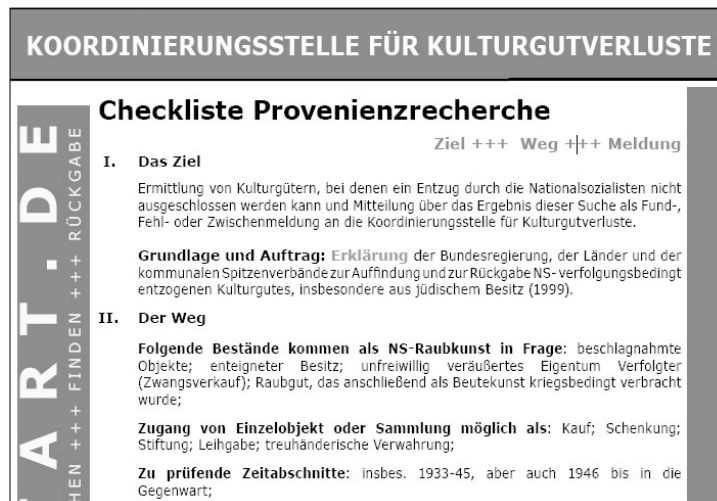 KOORDINIERUNGSSTELLE FÜR KULTURGUTVERLUSTE
Checkliste Provenienzrecherche
Ziel +++ Weg +++ Meldung
I. Das Ziel
Ermittlung von Kulturgütern, bei denen ein Entzug durch die Nationalsozialisten nicht
ausgeschlossen werden kann und Mitteilung über das Ergebnis dieser Suche als Fund-,
Fehl- oder Zwischenmeldung an die Koordinierungsstelle für Kulturgutverluste.
Grundlage und Auftrag: Erklärung der Bundesregierung, der Länder und der
kommunalen Spitzenverbände zur Auffindung und zur Rückgabe NS- verfolgungsbedingt
entzogenen Kulturgutes, insbesondere aus jüdischem Besitz (1999).
II. Der Weg
Folgende Bestände kommen als NS-Raubkunst in Frage: beschlagnahmte
Objekte; enteigneter Besitz; unfreiwillig veräußertes Eigentum Verfolgter
(Zwangsverkauf); Raubgut, das anschließend als Beutekunst kriegsbedingt verbracht
wurde;
Zugang von Einzelobjekt oder Sammlung möglich als: Kauf; Schenkung;
Stiftung; Leihgabe; treuhänderische Verwahrung;
Zu prüfende Zeitabschnitte: insbes. 1933-45, aber auch 1946 bis in die
Gegenwart;
ART.DE
HEN +++ FINDEN +++ RÜCKGABE